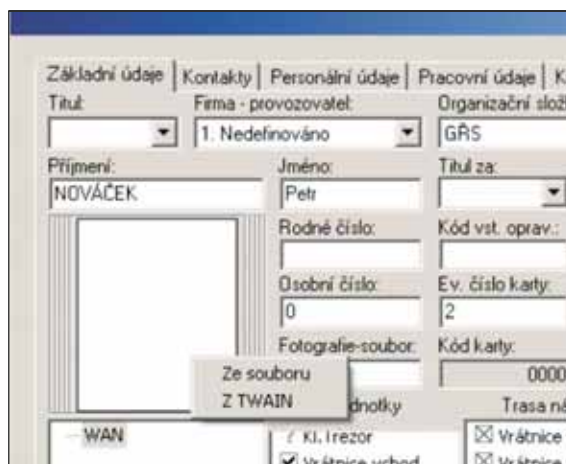 Základní údaje Kontakty Personální údaje Pracovní údaje K
Titul: Firma - provozovatel: Organizační slož
1. Nedefinováno GŘS
Příjmení: Jméno: Titul za:
NOVÁČEK Petr
Rodné číslo: Kód vst. oprav.:
Osobní číslo: Ev. číslo karty:
0 2
Fotografie-soubor: Kód karty:
Ze souboru 0000
Z TWAIN dnotky Trasa ná
WAN Kl.Trezor Vrátnice
Vrátnice vchod Vrátnice